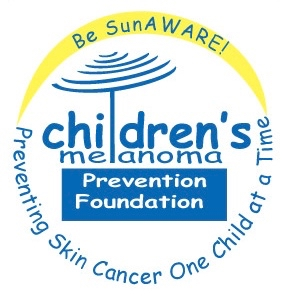 Be SunAWARE!
children's
melanoma
Prevention
Foundation
Preventing Skin Cancer One Child at a Time